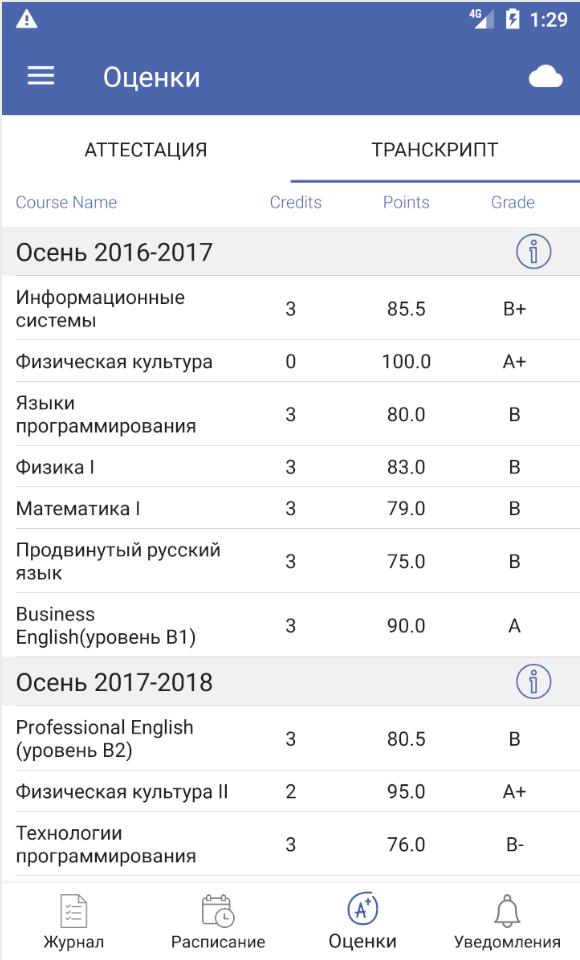 4G 1:29
Оценки
АТТЕСТАЦИЯ ТРАНСКРИПТ
Course Name Credits Points Grade
Осень 2016-2017
Информационные
системы 3 85.5 B+
Физическая культура 0 100.0 A+
Языки
программирования 3 80.0 B
Физика I 3 83.0 B
Математика I 3 79.0 B
Продвинутый русский
язык 3 75.0 B
Business
English(уровень B1) 3 90.0 A
Осень 2017-2018
Professional English
(уровень B2) 3 80.5 B
Физическая культура II 2 95.0 A+
Технологии
программирования 3 76.0 B-
A+
Журнал Расписание Оценки Уведомления